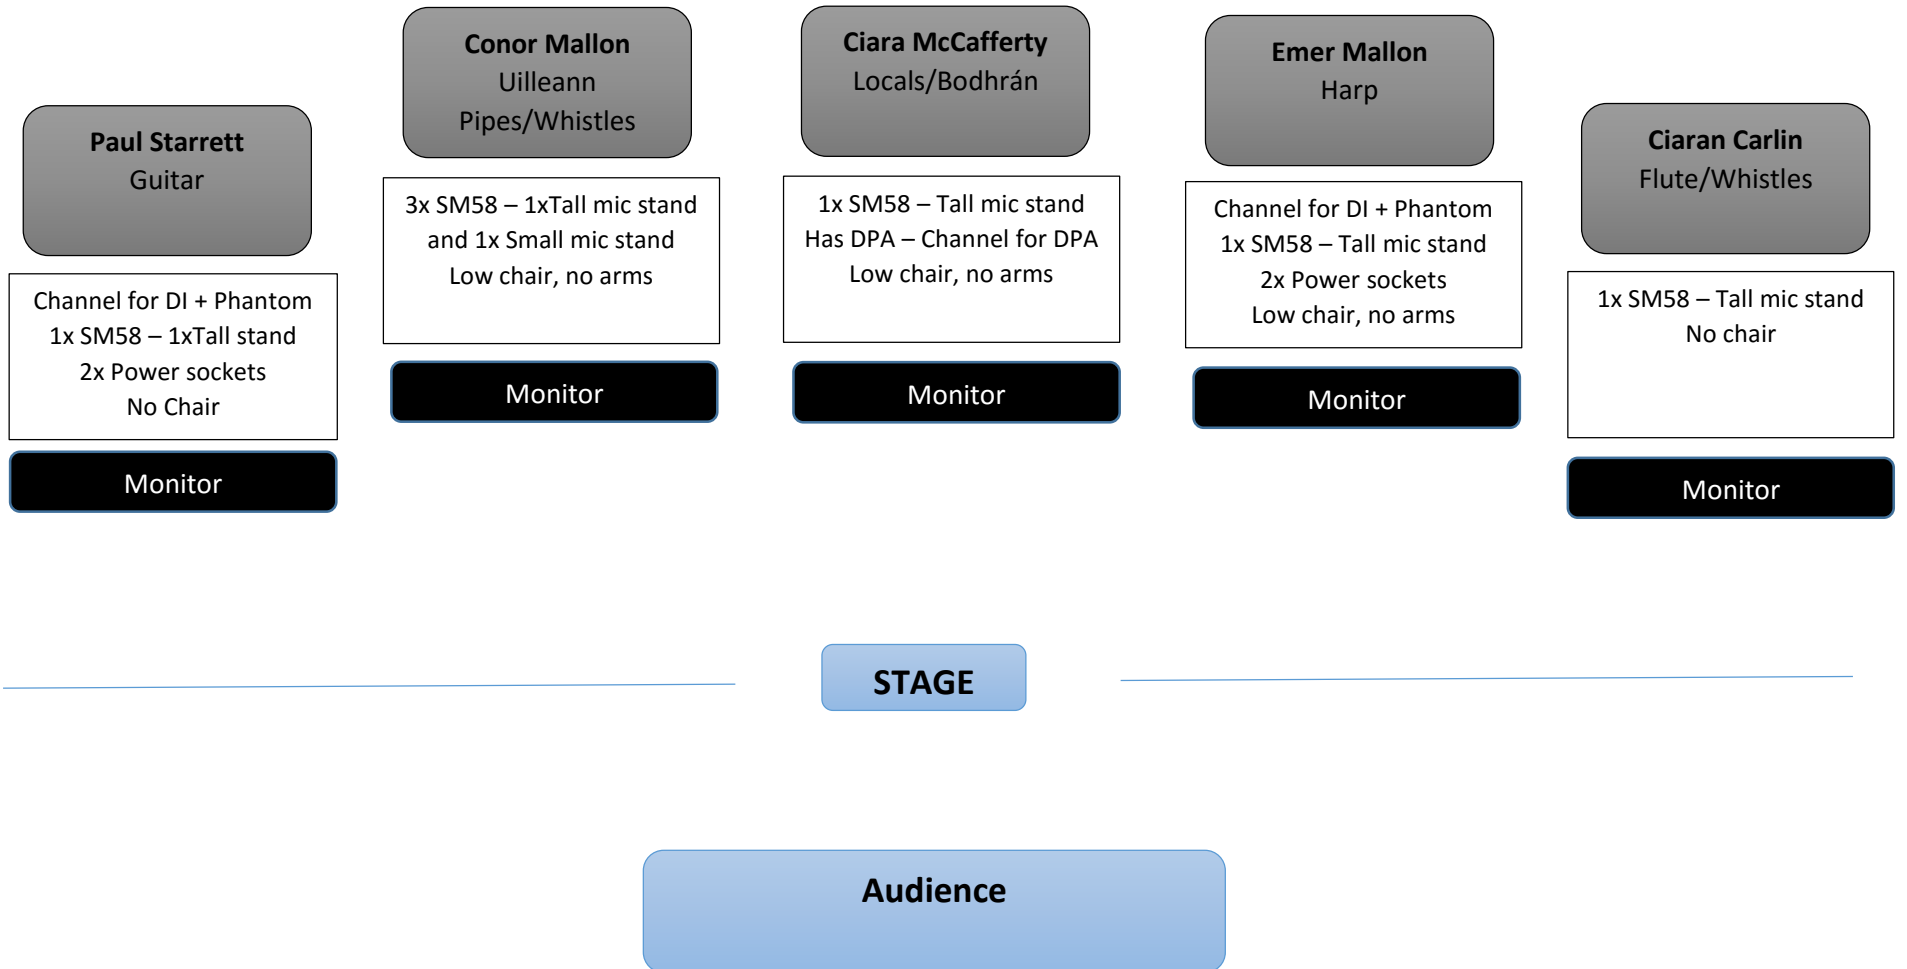 Paul Starrett
Guitar
Channel for DI + Phantom
1x SM58 – 1xTall stand
2x Power sockets
No Chair
Monitor
Conor Mallon
Uilleann
Pipes/Whistles
3x SM58 – 1xTall mic stand
and 1x Small mic stand
Low chair, no arms
Monitor
Ciara McCafferty
Locals/Bodhrán
1x SM58 – Tall mic stand
Has DPA – Channel for DPA
Low chair, no arms
Monitor
Emer Mallon
Harp
Channel for DI + Phantom
1x SM58 – Tall mic stand
2x Power sockets
Low chair, no arms
Monitor
Ciaran Carlin
Flute/Whistles
1x SM58 – Tall mic stand
No chair
Monitor
STAGE
Audience